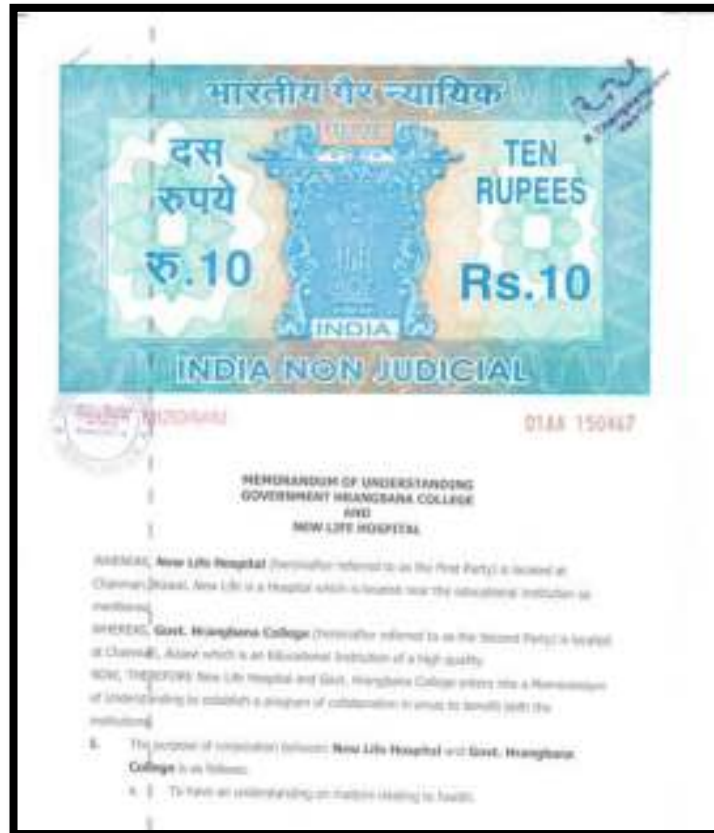 भारतीय गैर न्यायिक
दस
रुपये
रु.10
TEN
RUPEES
Rs.10
INDIA
INDIA NON JUDICIAL
MIZORAM
01AA 150467
MEMORANDUM OF UNDERSTANDING
GOVERNMENT HRANGBANA COLLEGE
AND
NEW LIFE HOSPITAL
WHEREAS, New Life Hospital (hereinafter referred to as the First Party) is located at
Chanmari, Aizawl. New Life is a Hospital which is located near the educational institution as
mentioned.
WHEREAS, Govt. Hrangbana College (hereinafter referred to as the Second Party) is located
at Chanmari, Aizawl which is an Educational Institution of a high quality.
NOW, THEREFORE New Life Hospital and Govt. Hrangbana College enters into a Memorandum
of Understanding to establish a program of collaboration in areas to benefit both the
institutions.
The purpose of between New Life Hospital and Govt. Hrangbana
College is as follows:
To have an understanding on matters relating to health.